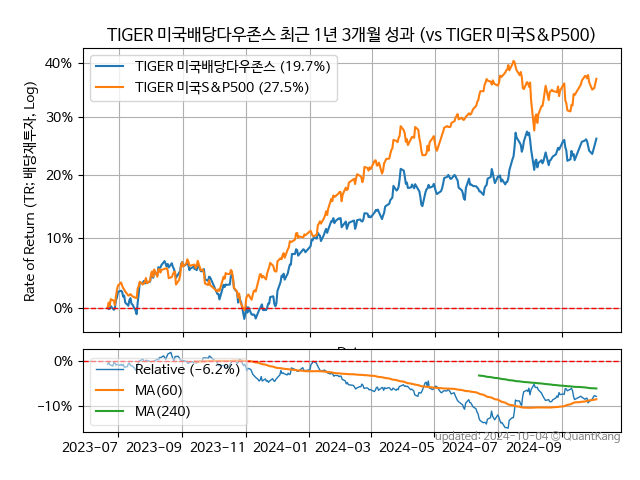 TIGER 미국배당다우존스 최근 1년 3개월 성과 (vs TIGER 미국S&P500)
Rate of Return (TR: 배당재투자, Log)
40%
30%
20%
10%
0%
TIGER 미국배당다우존스 (19.7%)
TIGER 미국S&P500 (27.5%)
0%
−10%
Relative (−6.2%)
MA(60)
MA(240)
2023−07 2023−09 2023−11 2024−01 2024−03 2024−05 2024−07 2024−09
updated: 2024-10-04 © QuantKang